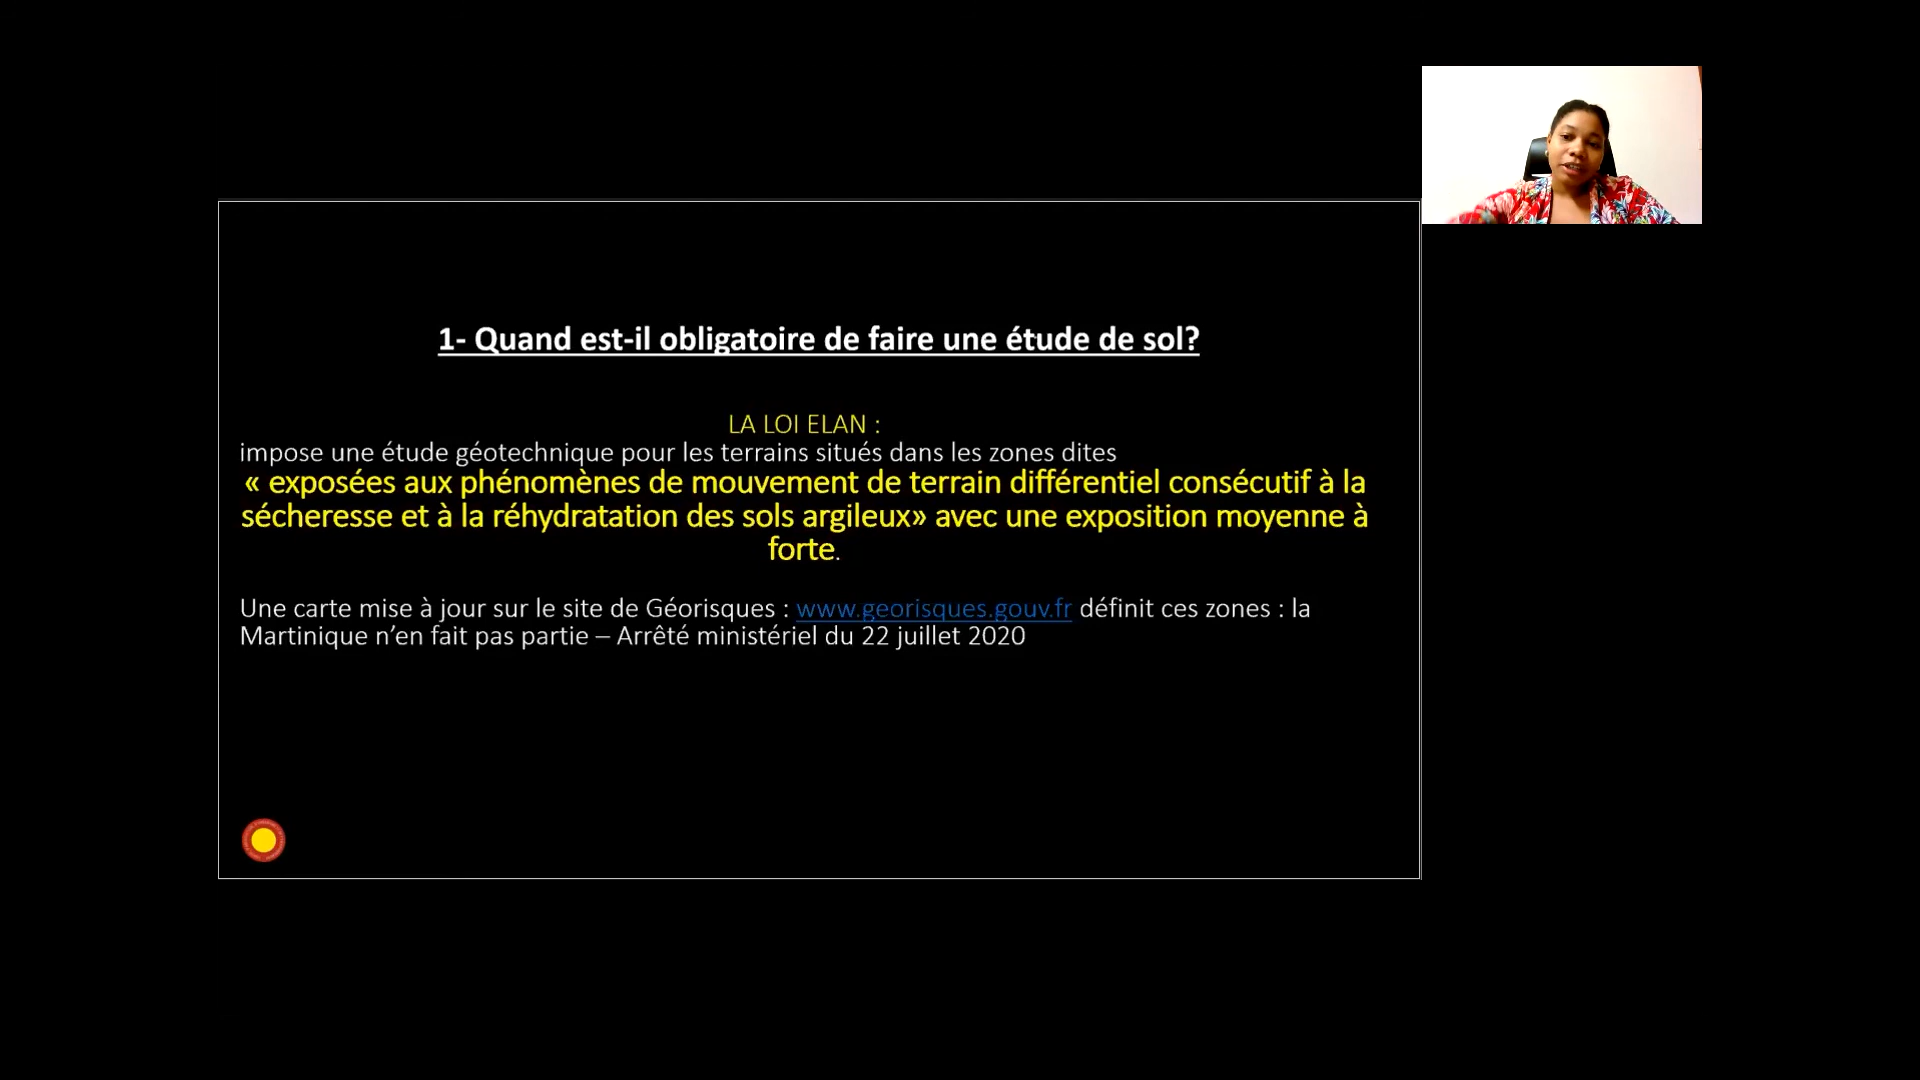 1- Quand est-il obligatoire de faire une étude de sol?
LA LOI ELAN :
impose une étude géotechnique pour les terrains situés dans les zones dites
« exposées aux phénomènes de mouvement de terrain différentiel consécutif à la
sécheresse et à la réhydratation des sols argileux» avec une exposition moyenne à
forte.
Une carte mise à jour sur le site de Géorisques : www.georisques.gouv.fr définit ces zones : la
Martinique n’en fait pas partie – Arrêté ministériel du 22 juillet 2020